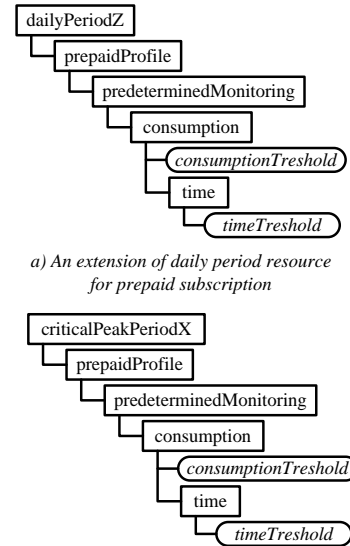 dailyPeriodZ
prepaidProfile
predeterminedMonitoring
consumption
consumptionTreshold
time
timeTreshold
a) An extension of daily period resource
for prepaid subscription
criticalPeakPeriodX
prepaidProfile
predeterminedMonitoring
consumption
consumptionTreshold
time
timeTreshold